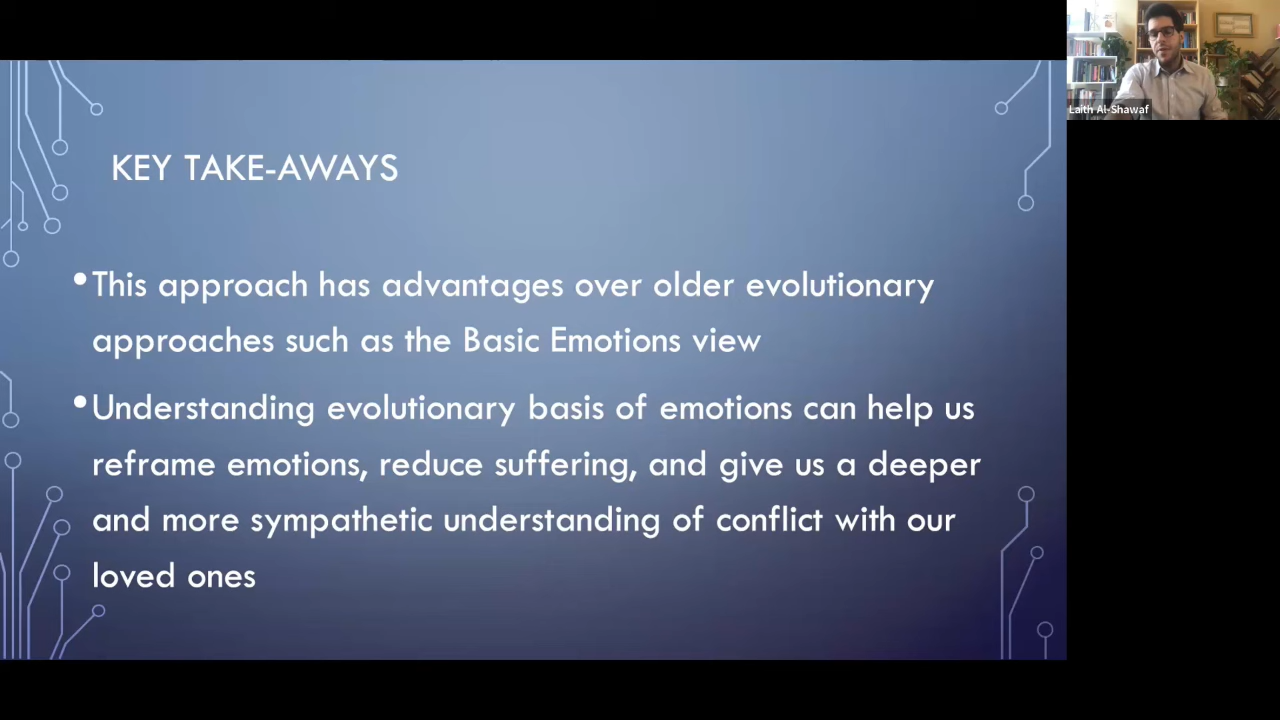 Laith Al-Shawaf
KEY TAKE-AWAYS
•This approach has advantages over older evolutionary
approaches such as the Basic Emotions view
•Understanding evolutionary basis of emotions can help us
reframe emotions, reduce suffering, and give us a deeper
and more sympathetic understanding of conflict with our
loved ones